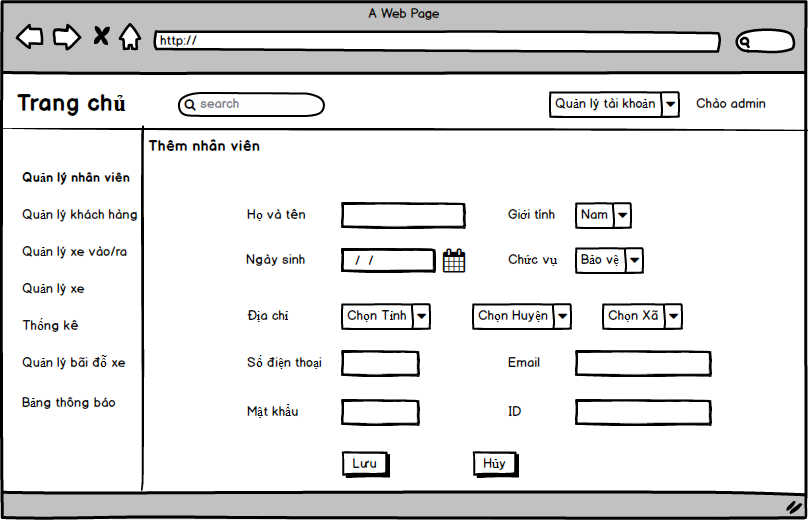 A Web Page
http://
Trang chủ
search
Quản lý tài khoản
Chào admin
Thêm nhân viên
Quản lý nhân viên
Quản lý khách hàng
Quản lý xe vào/ra
Quản lý xe
Thống kê
Quản lý bãi đỗ xe
Bảng thông báo
Họ và tên
Giới tính
Nam
Ngày sinh
/ /
Chức vụ
Bảo vệ
Địa chỉ
Chọn Tỉnh
Chọn Huyện
Chọn Xã
Số điện thoại
Email
Mật khẩu
ID
Lưu
Hủy